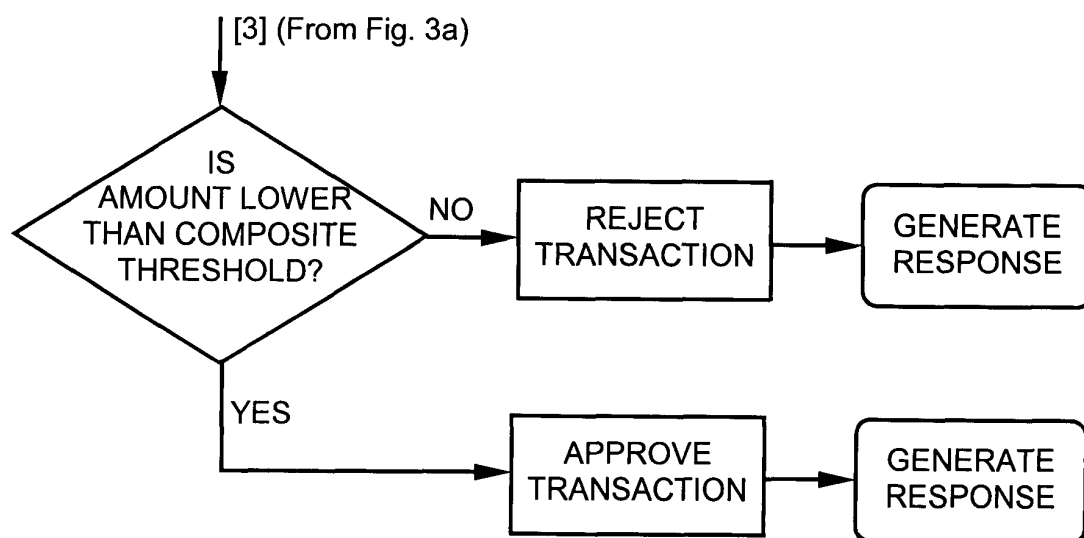 [3] (From Fig. 3a)
IS
AMOUNT LOWER
THAN COMPOSITE
THRESHOLD?
NO
REJECT
TRANSACTION
GENERATE
RESPONSE
YES
APPROVE
TRANSACTION
GENERATE
RESPONSE